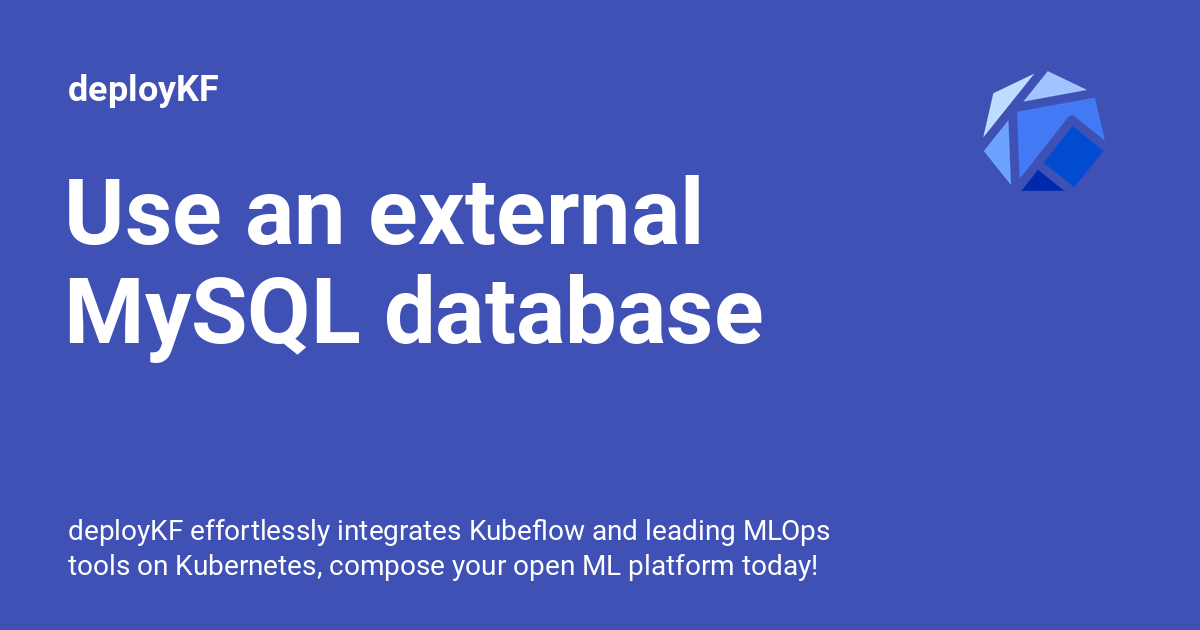 deployKF
Use an external
MySQL database
deployKF effortlessly integrates Kubeflow and leading MLOps
tools on Kubernetes, compose your open ML platform today!